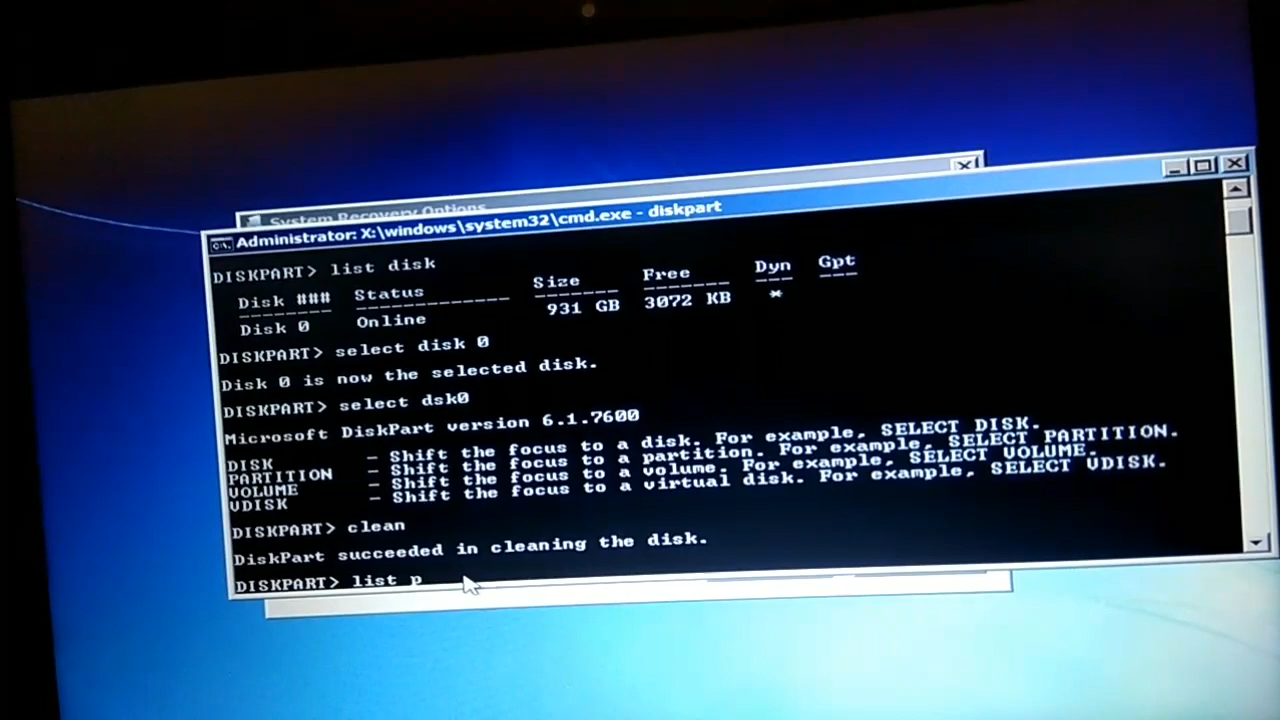 System Recovery Options
Administrator: X:\windows\system32\cmd.exe - diskpart
DISKPART> list disk
Disk ### Status Size Free Dyn Gpt
-------- ------------- ------- ------- --- ---
Disk 0 Online 931 GB 3072 KB *
DISKPART> select disk 0
Disk 0 is now the selected disk.
DISKPART> select dsk0
Microsoft DiskPart version 6.1.7600
DISK - Shift the focus to a disk. For example, SELECT DISK.
PARTITION - Shift the focus to a partition. For example, SELECT PARTITION.
VOLUME - Shift the focus to a volume. For example, SELECT VOLUME.
VDISK - Shift the focus to a virtual disk. For example, SELECT VDISK.
DISKPART> clean
DiskPart succeeded in cleaning the disk.
DISKPART> list p